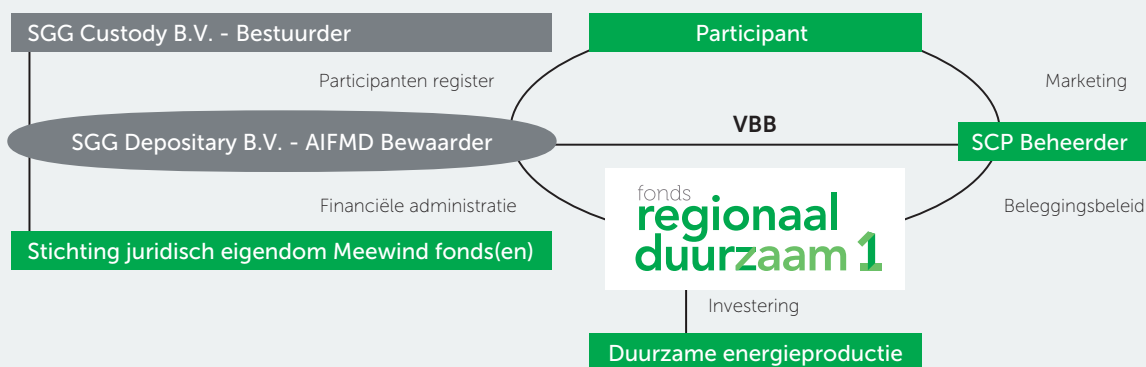 SGG Custody B.V. - Bestuurder
Participant
Participanten register
Marketing
SGG Depositary B.V. - AIFMD Bewaarder
VBB
SCP Beheerder
Financiële administratie
fonds
regionaal
duurzaam 1
Beleggingsbeleid
Stichting juridisch eigendom Meewind fonds(en)
Investering
Duurzame energieproductie